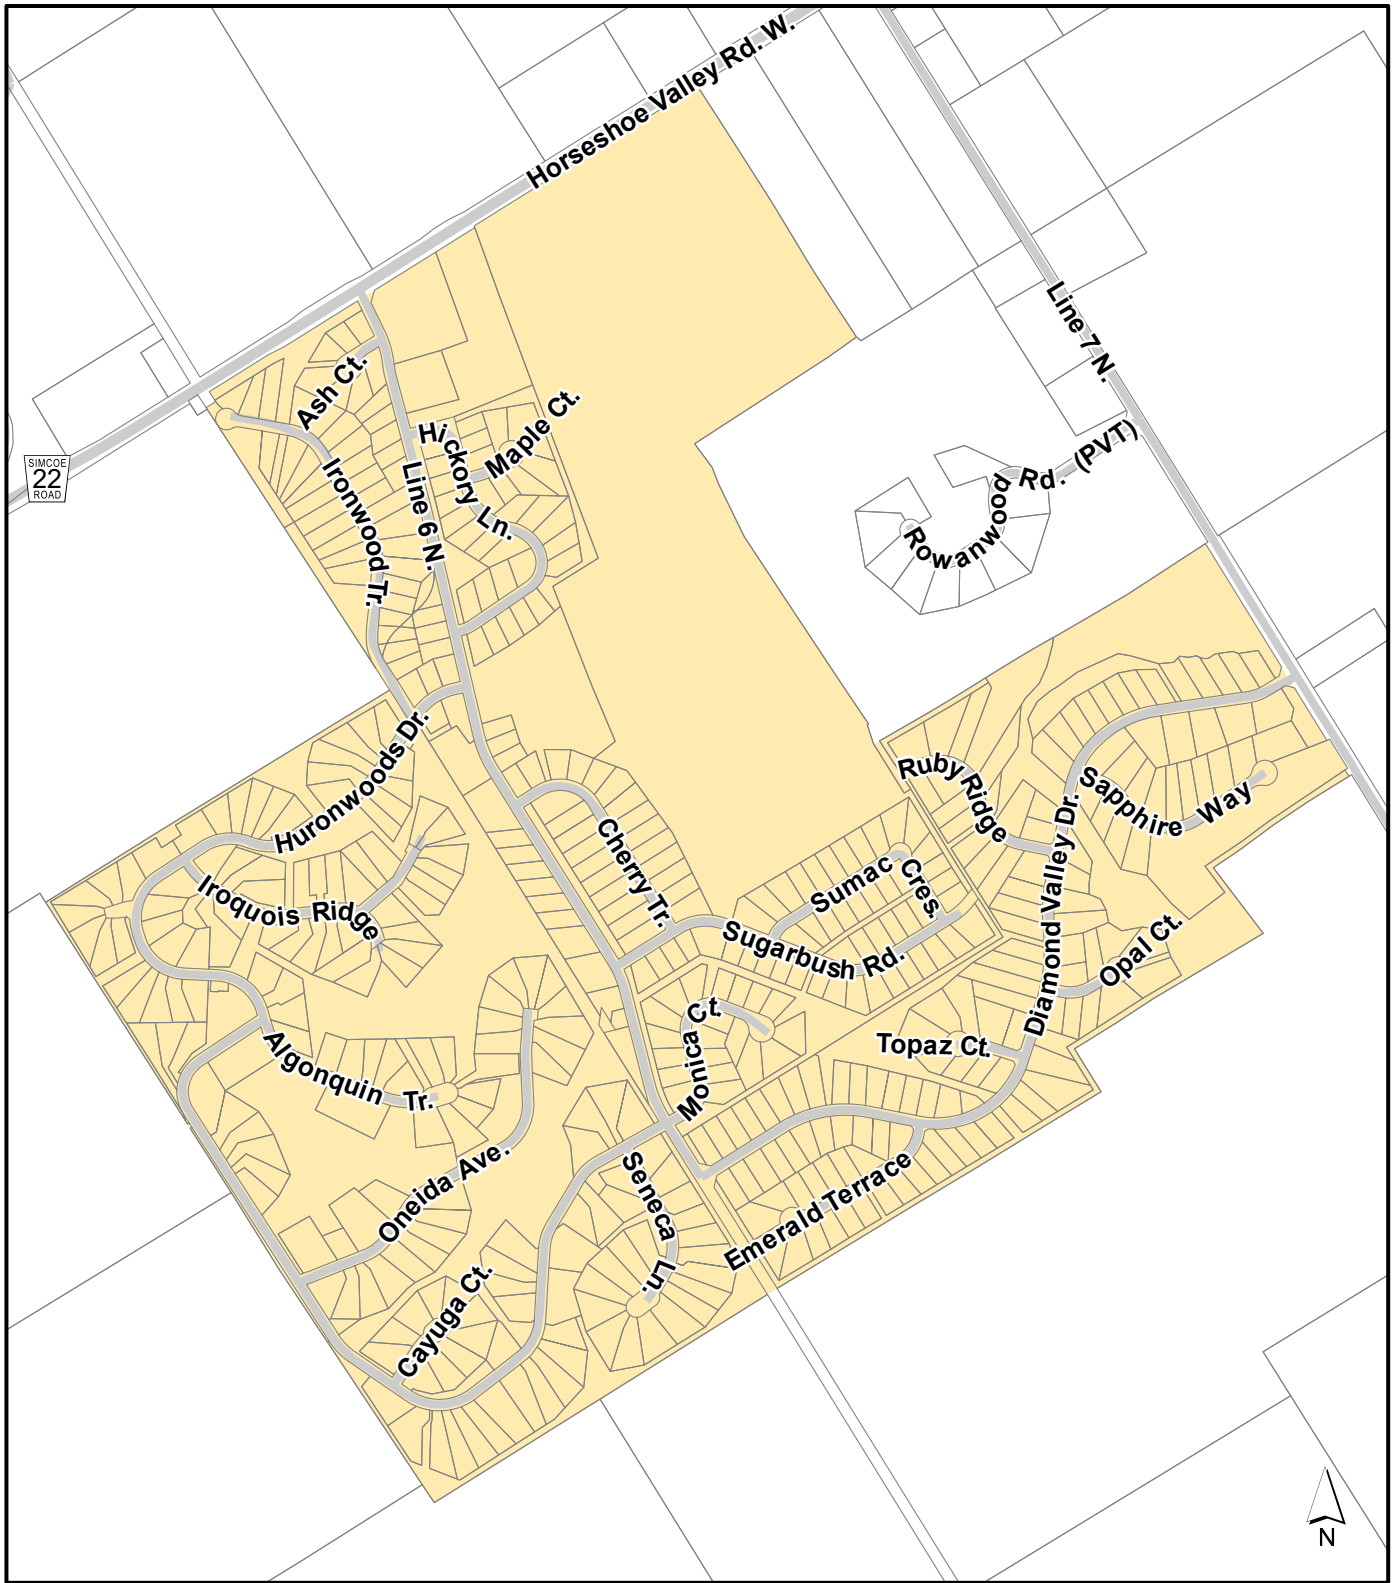 Horseshoe Valley Rd. W.
Line 7 N.
Ash Ct.
Hickory Ln.
Maple Ct.
Ironwood Tr.
Line 6 N.
SIMCOE
22
ROAD
Rowanwood Rd. (PVT)
Huronwoods Dr.
Ruby Ridge
Sapphire Way
Diamond Valley Dr.
Cherry Tr.
Sumac Cres.
Iroquois Ridge
Sugarbush Rd.
Opal Ct.
Monica Ct.
Topaz Ct.
Algonquin Tr.
Oneida Ave.
Seneca Ln.
Emerald Terrace
Cayuga Ct.
N